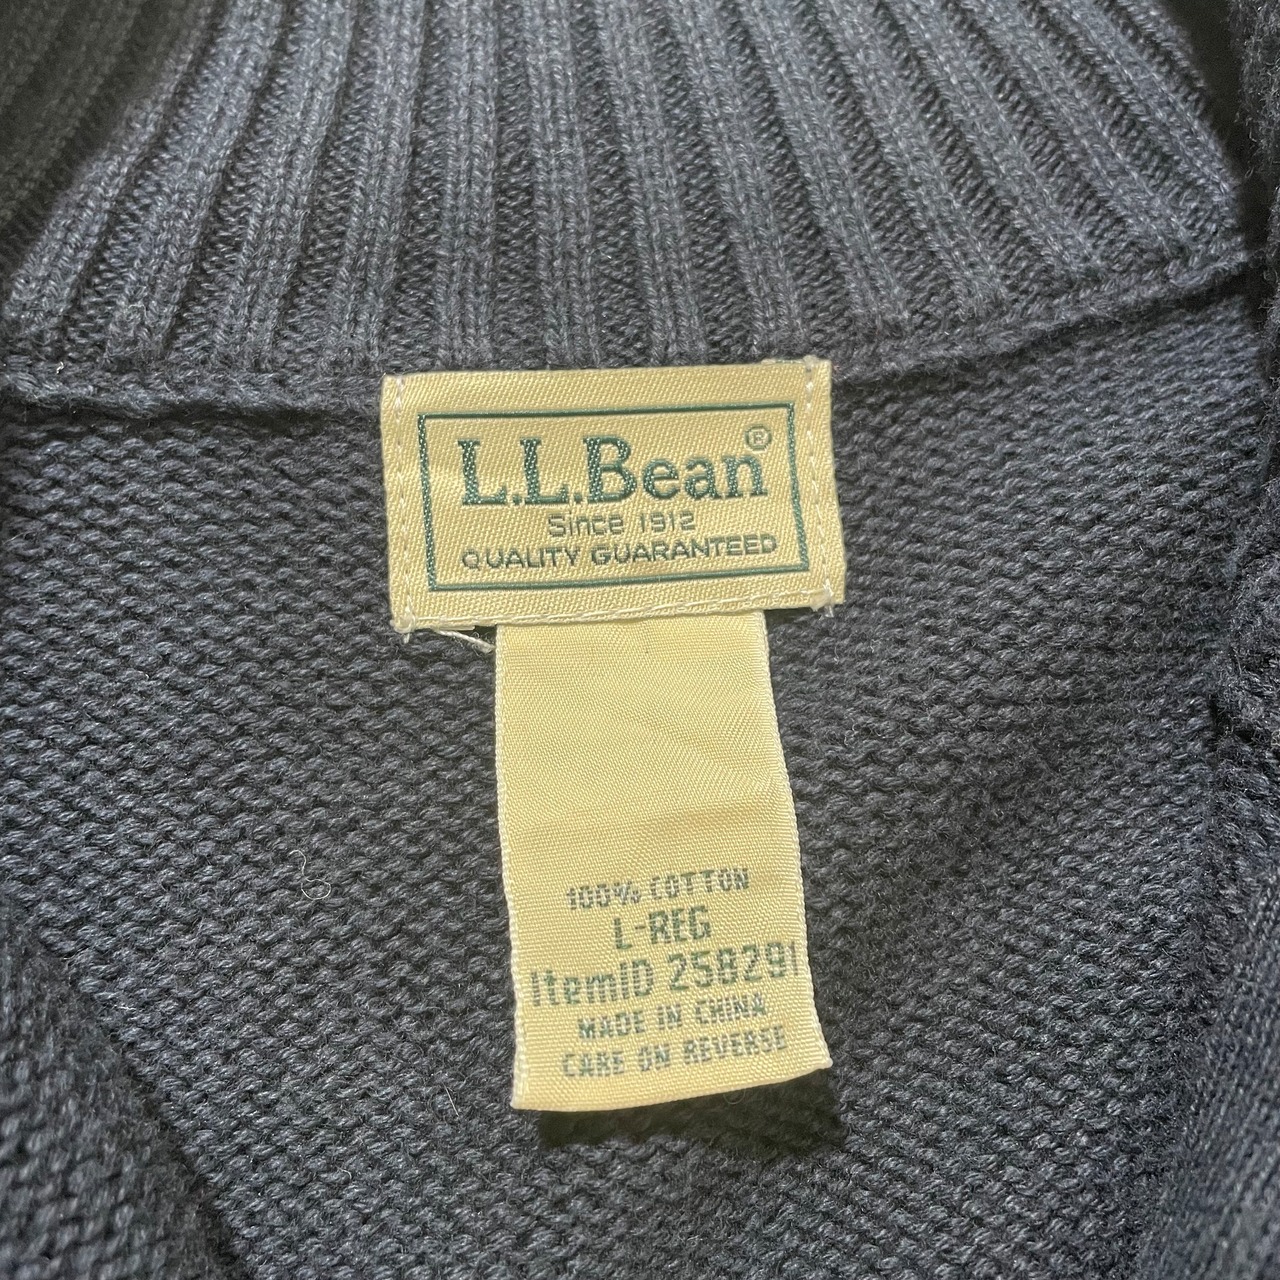 L.L.Bean®
Since 1912
QUALITY GUARANTEED
100% COTTON
L-REG
ItemID 258291
MADE IN CHINA
CARE ON REVERSE